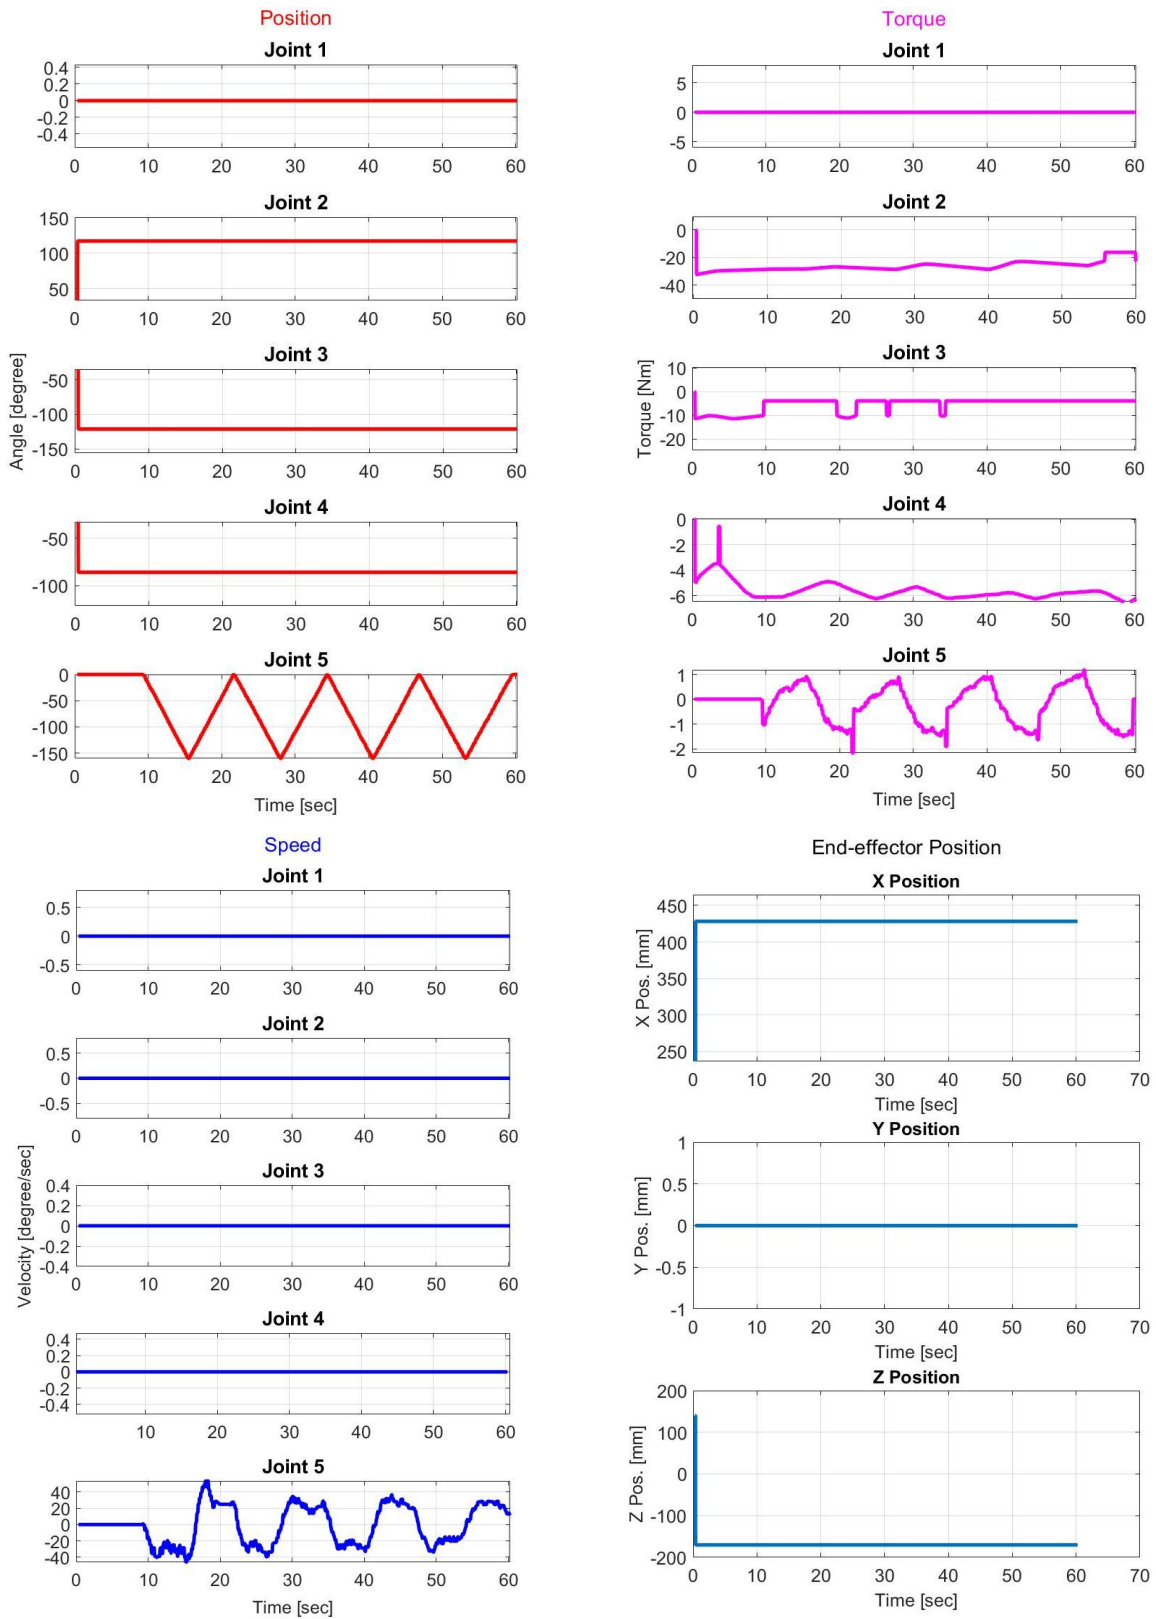 Position
Joint 1
0.4
0.2
0
-0.2
-0.4
0 10 20 30 40 50 60
Joint 2
150
100
50
0 10 20 30 40 50 60
Angle [degree]
Joint 3
-50
-100
-150
0 10 20 30 40 50 60
Joint 4
-50
-100
0 10 20 30 40 50 60
Joint 5
0
-50
-100
-150
0 10 20 30 40 50 60
Time [sec]
Torque
Joint 1
5
0
-5
0 10 20 30 40 50 60
Joint 2
0
-20
-40
0 10 20 30 40 50 60
Torque [Nm]
Joint 3
10
0
-10
-20
0 10 20 30 40 50 60
Joint 4
0
-2
-4
-6
0 10 20 30 40 50 60
Joint 5
1
0
-1
-2
0 10 20 30 40 50 60
Time [sec]
Speed
Joint 1
0.5
0
-0.5
0 10 20 30 40 50 60
Joint 2
0.5
0
-0.5
0 10 20 30 40 50 60
Velocity [degree/sec]
Joint 3
0.4
0.2
0
-0.2
-0.4
0 10 20 30 40 50 60
Joint 4
0.4
0.2
0
-0.2
-0.4
10 20 30 40 50 60
Joint 5
40
20
0
-20
-40
0 10 20 30 40 50 60
Time [sec]
End-effector Position
X Position
X Pos. [mm]
450
400
350
300
250
0 10 20 30 40 50 60 70
Time [sec]
Y Position
Y Pos. [mm]
1
0.5
0
-0.5
-1
0 10 20 30 40 50 60 70
Time [sec]
Z Position
Z Pos. [mm]
200
100
0
-100
-200
0 10 20 30 40 50 60 70
Time [sec]